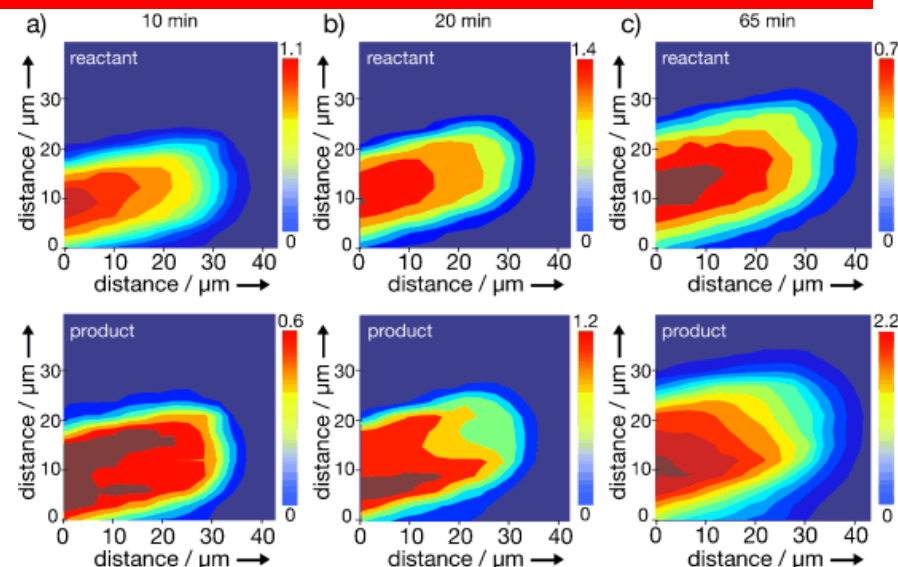 a) 10 min b) 20 min c) 65 min
reactant 1.1 reactant 1.4 reactant 0.7
distance / µm → distance / µm → distance / µm →
30 30 30
20 20 20
10 10 10
0 0 0 0 0 0
0 10 20 30 40 0 10 20 30 40 0 10 20 30 40
distance / µm → distance / µm → distance / µm →
product 0.6 product 1.2 product 2.2
distance / µm → distance / µm → distance / µm →
30 30 30
20 20 20
10 10 10
0 0 0 0 0 0
0 10 20 30 40 0 10 20 30 40 0 10 20 30 40
distance / µm → distance / µm → distance / µm →